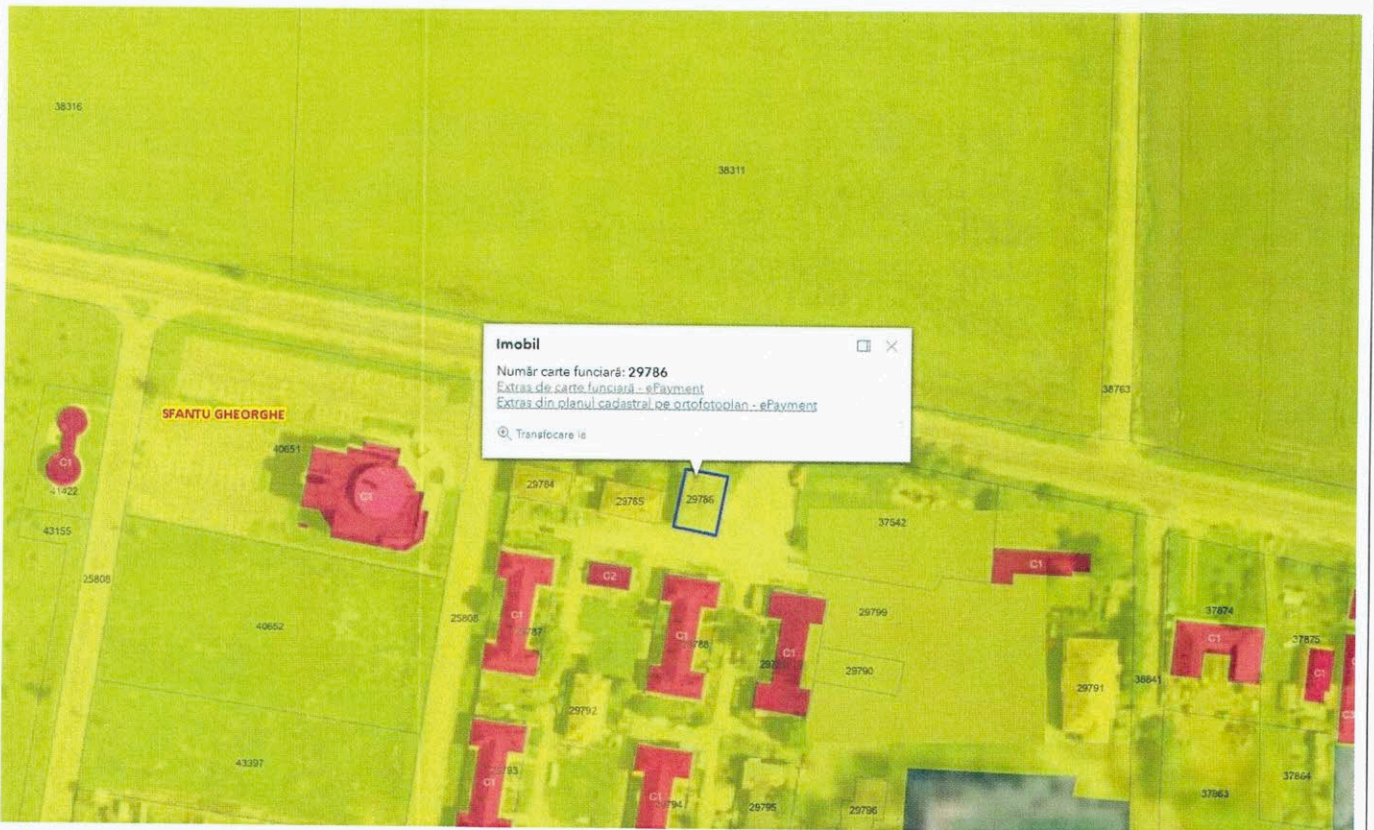 38316
38311
Imobil
Număr carte funciară: 29786
Extras de carte funciară - ePayment
Extras din planul cadastral pe ortofotoplan - ePayment
Transfocare la
38763
SFANTU GHEORGHE
40651
C1
C1
41422
43155
29784
29785
29786
37542
25808
C2
C1
40652
25808
C1
29787
C1
C1
29799
37874
C1
37875
C1
29790
29791
38841
29792
43397
C1
C1
29794
29795
29796
37863
37864